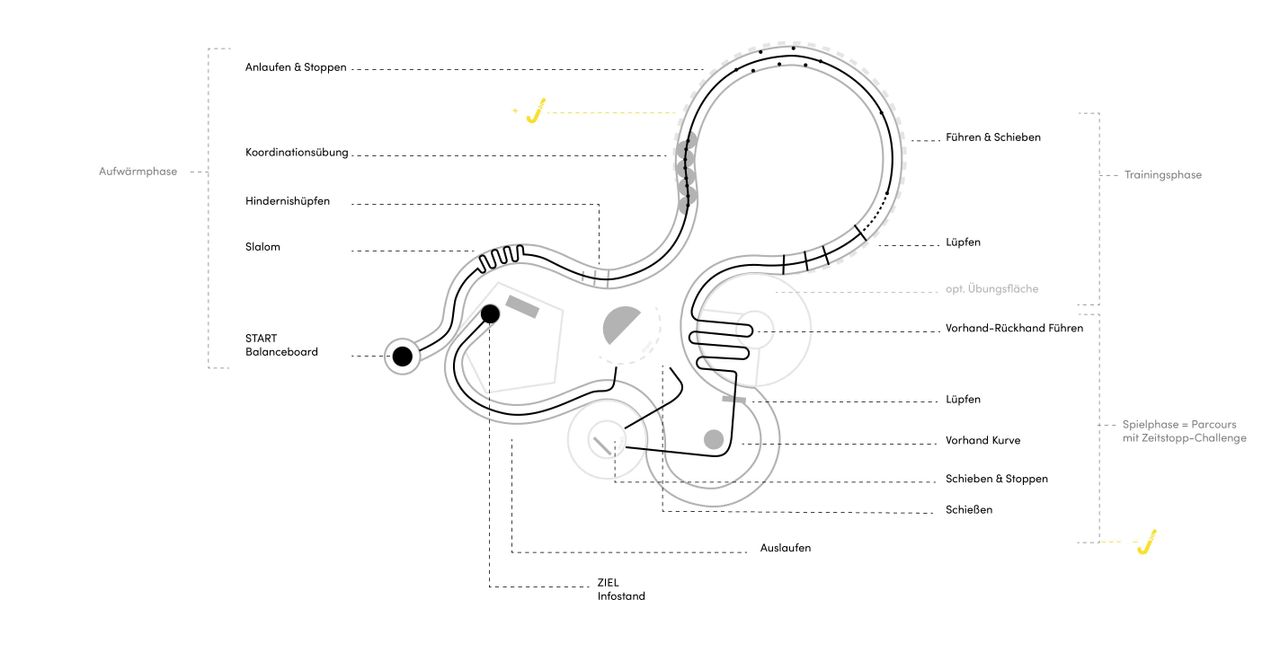 Aufwärmphase
Anlaufen & Stoppen
Koordinationsübung
Hindernishüpfen
Slalom
START
Balanceboard
Führen & Schieben
Lüpfen
opt. Übungsfläche
Vorhand-Rückhand Führen
Lüpfen
Vorhand Kurve
Schieben & Stoppen
Schießen
Auslaufen
ZIEL
Infostand
Trainingsphase
Spielphase = Parcours
mit Zeitstopp-Challenge